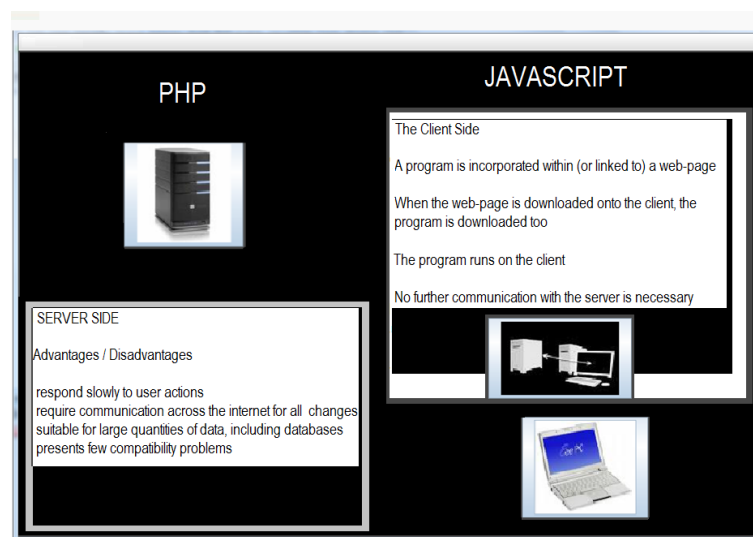 PHP
SERVER SIDE
Advantages / Disadvantages
respond slowly to user actions
require communication across the internet for all changes
suitable for large quantities of data, including databases
presents few compatibility problems
JAVASCRIPT
The Client Side
A program is incorporated within (or linked to) a web-page
When the web-page is downloaded onto the client, the
program is downloaded too
The program runs on the client
No further communication with the server is necessary